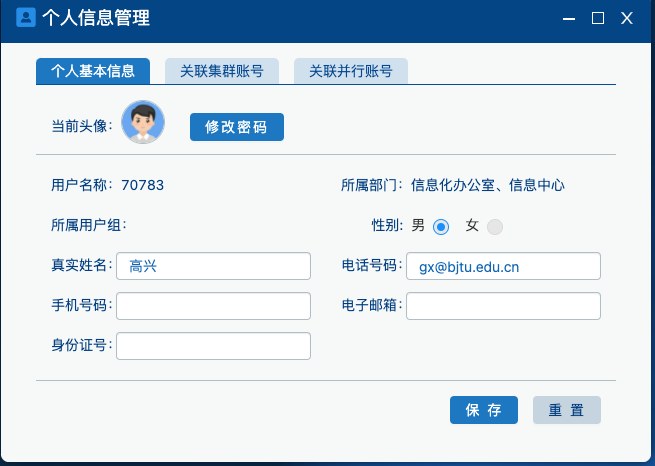 个人信息管理
个人基本信息 关联集群账号 关联并行账号
当前头像: 修改密码
用户名称: 70783 所属部门: 信息化办公室、信息中心
所属用户组: 性别: 男 女
真实姓名: 高兴 电话号码: gx@bjtu.edu.cn
手机号码: 电子邮箱:
身份证号:
保存 重置